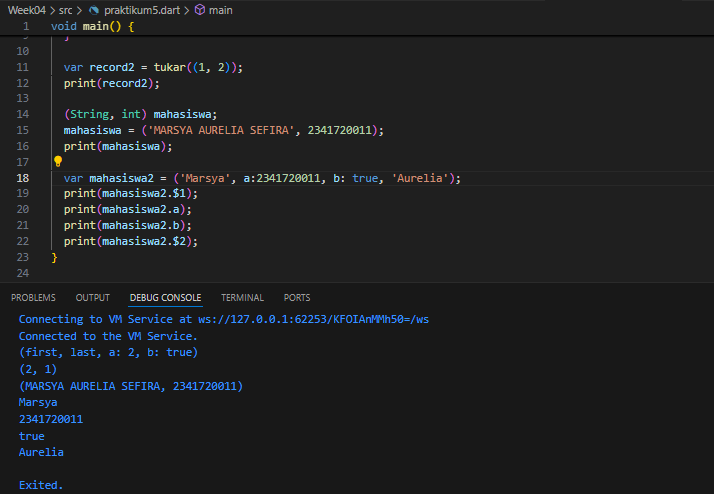 Week04 > src > praktikum5.dart > main
1 void main() {
9 }
10
11 var record2 = tukar((1, 2));
12 print(record2);
13
14 (String, int) mahasiswa;
15 mahasiswa = ('MARSYA AURELIA SEFIRA', 2341720011);
16 print(mahasiswa);
17
18 var mahasiswa2 = ('Marsya', a:2341720011, b: true, 'Aurelia');
19 print(mahasiswa2.$1);
20 print(mahasiswa2.a);
21 print(mahasiswa2.b);
22 print(mahasiswa2.$2);
23 }
24
PROBLEMS OUTPUT DEBUG CONSOLE TERMINAL PORTS
Connecting to VM Service at ws://127.0.0.1:62253/KFOIAnMMh50=/ws
Connected to the VM Service.
(first, last, a: 2, b: true)
(2, 1)
(MARSYA AURELIA SEFIRA, 2341720011)
Marsya
2341720011
true
Aurelia
Exited.